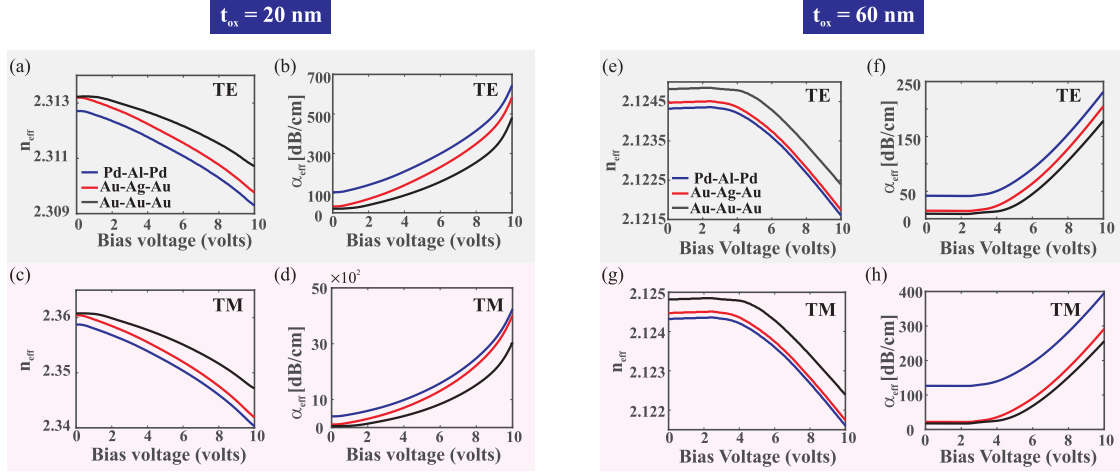 t_ox = 20 nm
t_ox = 60 nm
(a)
TE
2.313
2.311
2.309
n_eff
Pd-Al-Pd
Au-Ag-Au
Au-Au-Au
0 2 4 6 8 10
Bias voltage (volts)
(b)
TE
700
500
300
100
0
α_eff [dB/cm]
0 2 4 6 8 10
Bias voltage (volts)
(e)
TE
2.1245
2.1235
2.1225
2.1215
n_eff
Pd-Al-Pd
Au-Ag-Au
Au-Au-Au
0 2 4 6 8 10
Bias Voltage (volts)
(f)
TE
250
150
50
0
α_eff [dB/cm]
0 2 4 6 8 10
Bias Voltage (volts)
(c)
TM
2.36
2.35
2.34
n_eff
0 2 4 6 8 10
Bias voltage (volts)
(d)
×10²
TM
50
30
10
0
α_eff [dB/cm]
0 2 4 6 8 10
Bias voltage (volts)
(g)
TM
2.125
2.124
2.123
2.122
n_eff
0 2 4 6 8 10
Bias Voltage (volts)
(h)
TM
400
300
200
100
0
α_eff [dB/cm]
0 2 4 6 8 10
Bias Voltage (volts)